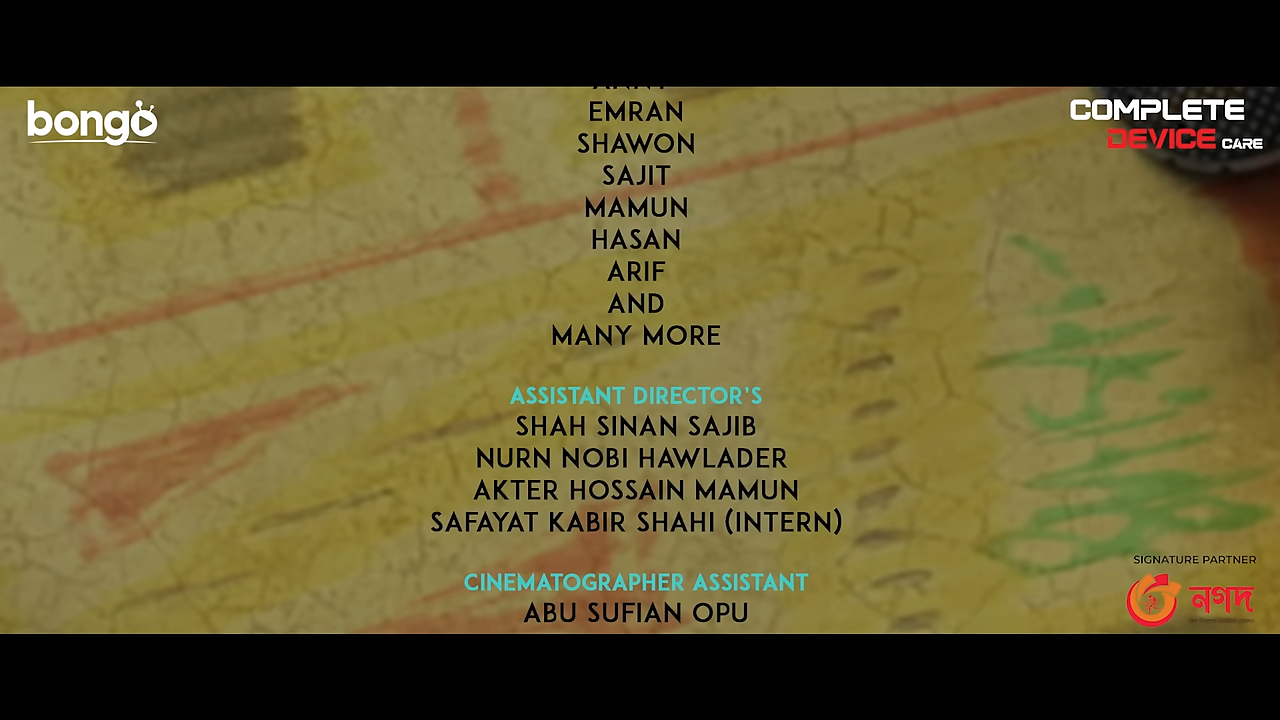 bongo
COMPLETE
DEVICE CARE
EMRAN
SHAWON
SAJIT
MAMUN
HASAN
ARIF
AND
MANY MORE
ASSISTANT DIRECTOR'S
SHAH SINAN SAJIB
NURN NOBI HAWLADER
AKTER HOSSAIN MAMUN
SAFAYAT KABIR SHAHI (INTERN)
CINEMATOGRAPHER ASSISTANT
ABU SUFIAN OPU
SIGNATURE PARTNER
নগদ